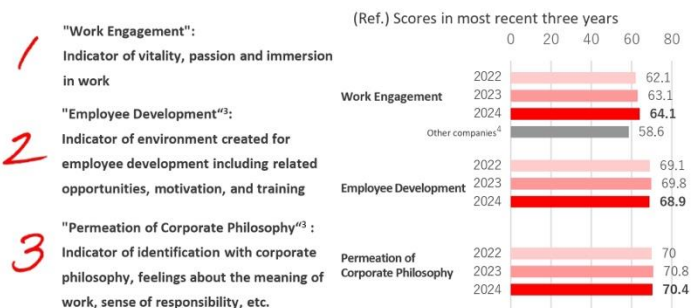 1
"Work Engagement":
Indicator of vitality, passion and immersion
in work
2
"Employee Development“3:
Indicator of environment created for
employee development including related
opportunities, motivation, and training
3
"Permeation of Corporate Philosophy“3 :
Indicator of identification with corporate
philosophy, feelings about the meaning of
work, sense of responsibility, etc.
(Ref.) Scores in most recent three years
0 20 40 60 80
Work Engagement
2022 62.1
2023 63.1
2024 64.1
Other companies4 58.6
Employee Development
2022 69.1
2023 69.8
2024 68.9
Permeation of
Corporate Philosophy
2022 70
2023 70.8
2024 70.4